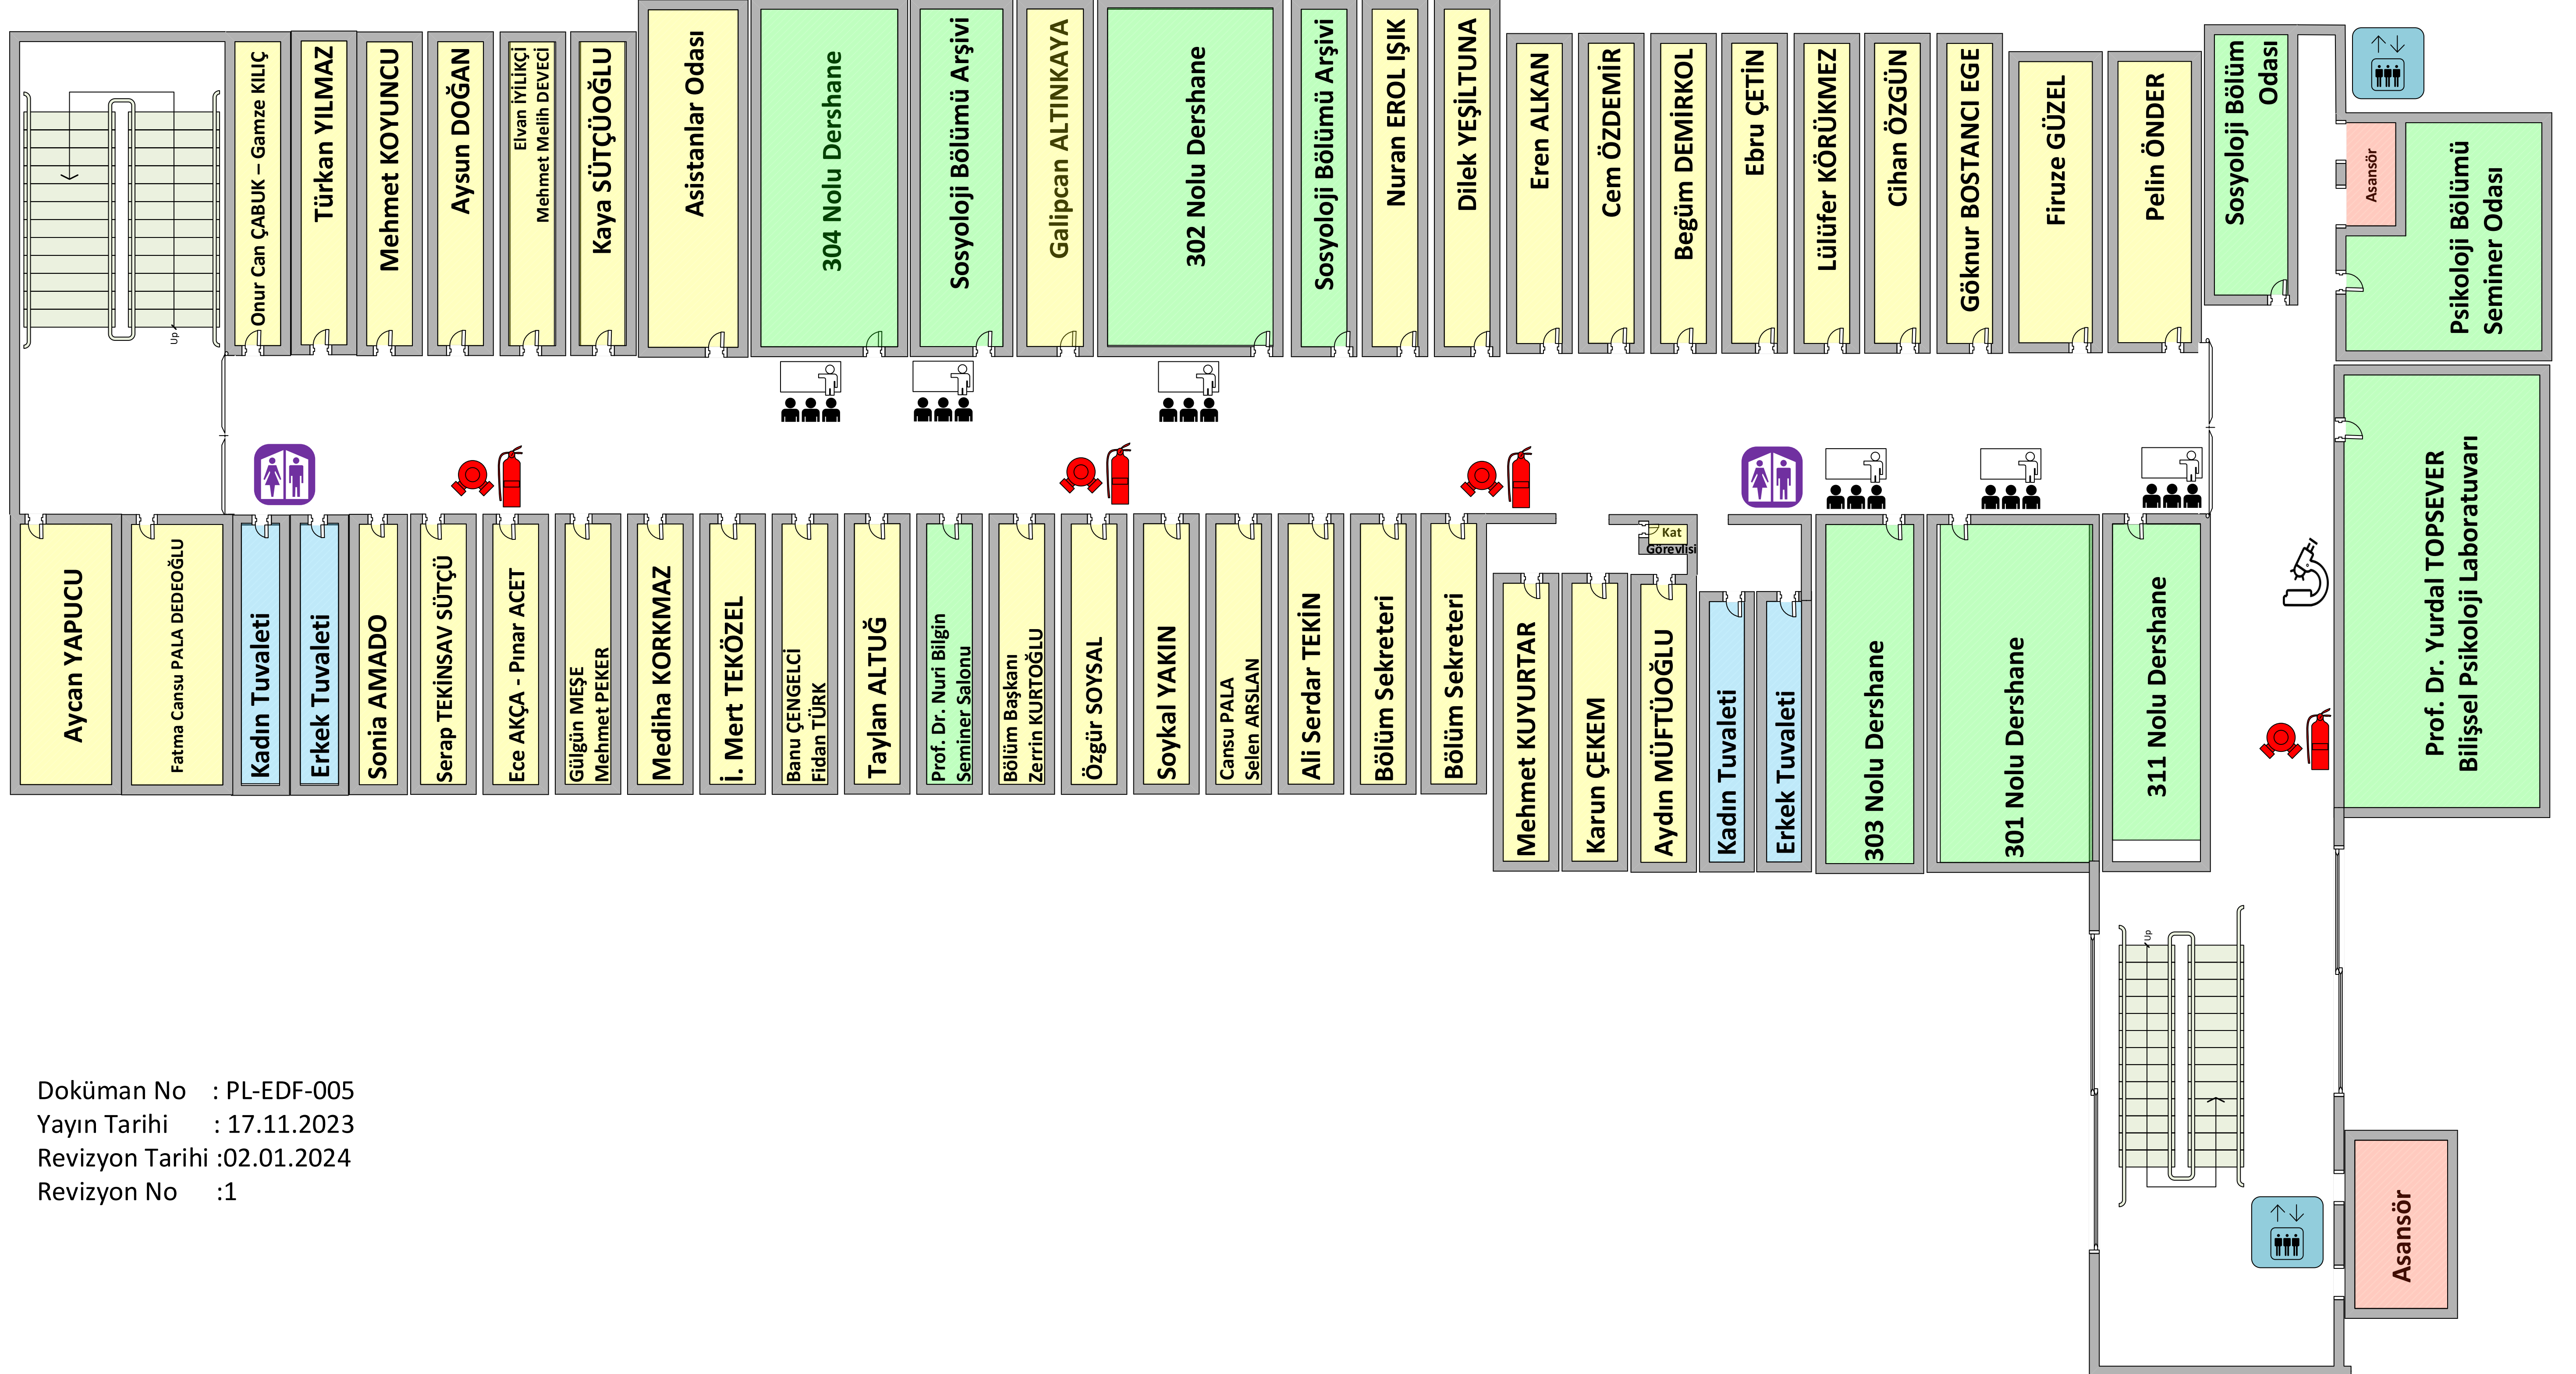 Onur Can ÇABUK – Gamze KILIÇ
Türkan YILMAZ
Mehmet KOYUNCU
Aysun DOĞAN
Elvan İYİLİKÇİ
Mehmet Melih DEVECİ
Kaya SÜTÇÜOĞLU
Asistanlar Odası
304 Nolu Dershane
Sosyoloji Bölümü Arşivi
Galipcan ALTINKAYA
302 Nolu Dershane
Sosyoloji Bölümü Arşivi
Nuran EROL IŞIK
Dilek YEŞİLTUNA
Eren ALKAN
Cem ÖZDEMİR
Begüm DEMİRKOL
Ebru ÇETİN
Lülüfer KÖRÜKMEZ
Cihan ÖZGÜN
Göknur BOSTANCI EGE
Firuze GÜZEL
Pelin ÖNDER
Sosyoloji Bölüm
Odası
Asansör
Psikoloji Bölümü
Seminer Odası
Up
Aycan YAPUCU
Fatma Cansu PALA DEDEOĞLU
Kadın Tuvaleti
Erkek Tuvaleti
Sonia AMADO
Serap TEKİNSAV SÜTÇÜ
Ece AKÇA - Pınar ACET
Gülgün MEŞE
Mehmet PEKER
Mediha KORKMAZ
İ. Mert TEKÖZEL
Banu ÇENGELCİ
Fidan TÜRK
Taylan ALTUĞ
Prof. Dr. Nuri Bilgin
Seminer Salonu
Bölüm Başkanı
Zerrin KURTOĞLU
Özgür SOYSAL
Soykal YAKIN
Cansu PALA
Selen ARSLAN
Ali Serdar TEKİN
Bölüm Sekreteri
Bölüm Sekreteri
Mehmet KUYURTAR
Karun ÇEKEM
Kat
Görevlisi
Aydın MÜFTÜOĞLU
Kadın Tuvaleti
Erkek Tuvaleti
303 Nolu Dershane
301 Nolu Dershane
311 Nolu Dershane
Prof. Dr. Yurdal TOPSEVER
Bilişsel Psikoloji Laboratuvarı
Up
Asansör
Doküman No : PL-EDF-005
Yayın Tarihi : 17.11.2023
Revizyon Tarihi :02.01.2024
Revizyon No :1